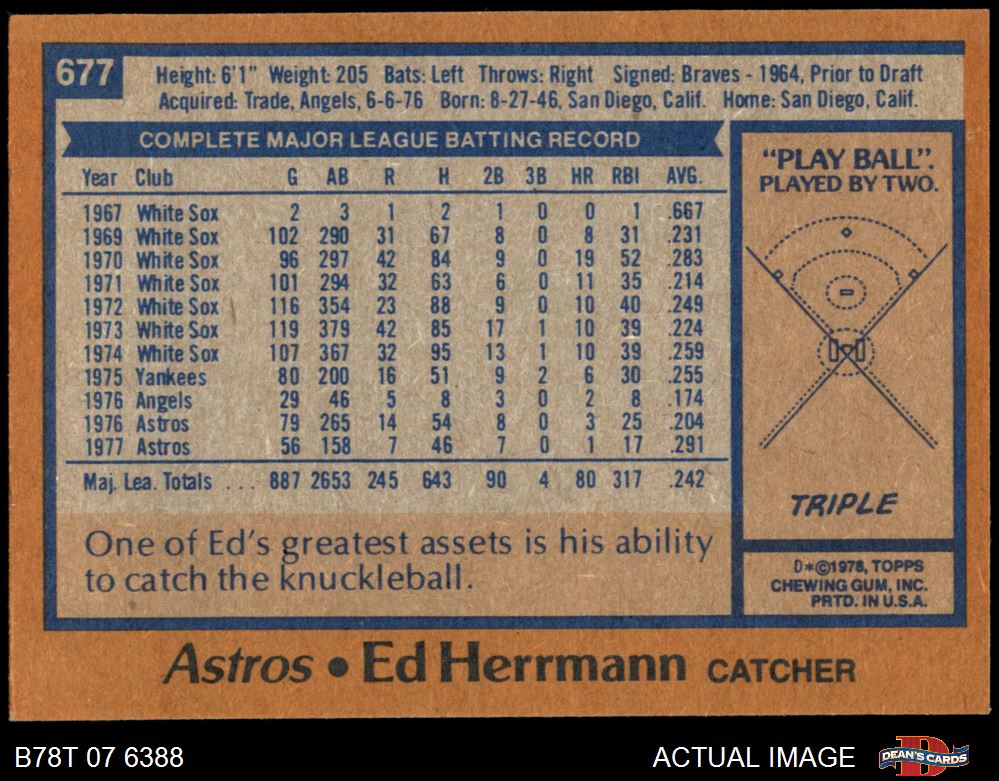 677
Height: 6'1" Weight: 205 Bats: Left Throws: Right Signed: Braves - 1964, Prior to Draft
Acquired: Trade, Angels, 6-6-76 Born: 8-27-46, San Diego, Calif. Home: San Diego, Calif.
COMPLETE MAJOR LEAGUE BATTING RECORD
Year Club G AB R H 2B 3B HR RBI AVG.
1967 White Sox 2 3 1 2 1 0 0 1 .667
1969 White Sox 102 290 31 67 8 0 8 31 .231
1970 White Sox 96 297 42 84 9 0 19 52 .283
1971 White Sox 101 294 32 63 6 0 11 35 .214
1972 White Sox 116 354 23 88 9 0 10 40 .249
1973 White Sox 119 379 42 85 17 1 10 39 .224
1974 White Sox 107 367 32 95 13 1 10 39 .259
1975 Yankees 80 200 16 51 9 2 6 30 .255
1976 Angels 29 46 5 8 3 0 2 8 .174
1976 Astros 79 265 14 54 8 0 3 25 .204
1977 Astros 56 158 7 46 7 0 1 17 .291
Maj. Lea. Totals ... 887 2653 245 643 90 4 80 317 .242
One of Ed's greatest assets is his ability
to catch the knuckleball.
"PLAY BALL".
PLAYED BY TWO.
TRIPLE
D*©1978, TOPPS
CHEWING GUM, INC.
PRTD. IN U.S.A.
Astros • Ed Herrmann CATCHER
B78T 07 6388
ACTUAL IMAGE
D
DEAN'S CARDS